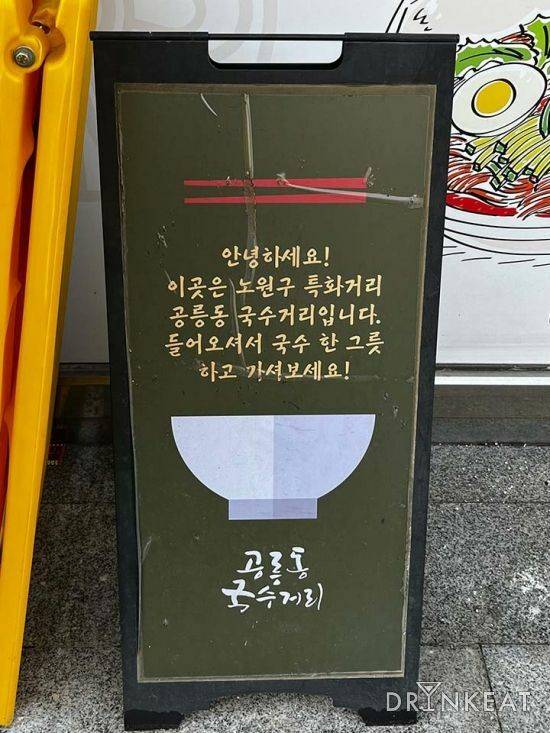 안녕하세요!
이곳은 노원구 특화거리
공릉동 국수거리입니다.
들어오셔서 국수 한 그릇
하고 가셔보세요!
공릉동
국수거리
DRINKEAT